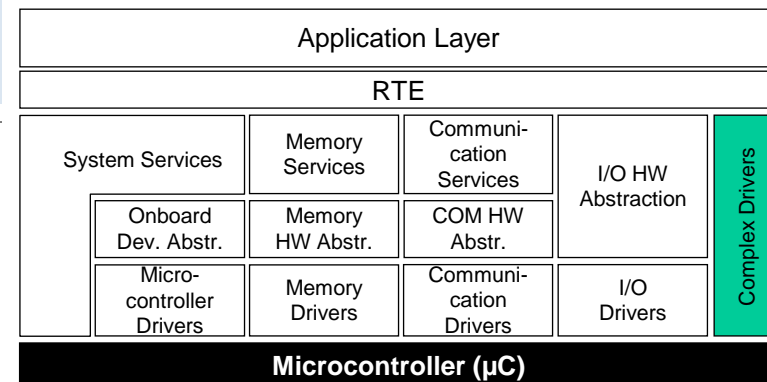 Application Layer
RTE
System Services
Memory
Services
Communi-
cation
Services
I/O HW
Abstraction
Complex Drivers
Onboard
Dev. Abstr.
Memory
HW Abstr.
COM HW
Abstr.
Micro-
controller
Drivers
Memory
Drivers
Communi-
cation
Drivers
I/O
Drivers
Microcontroller (µC)